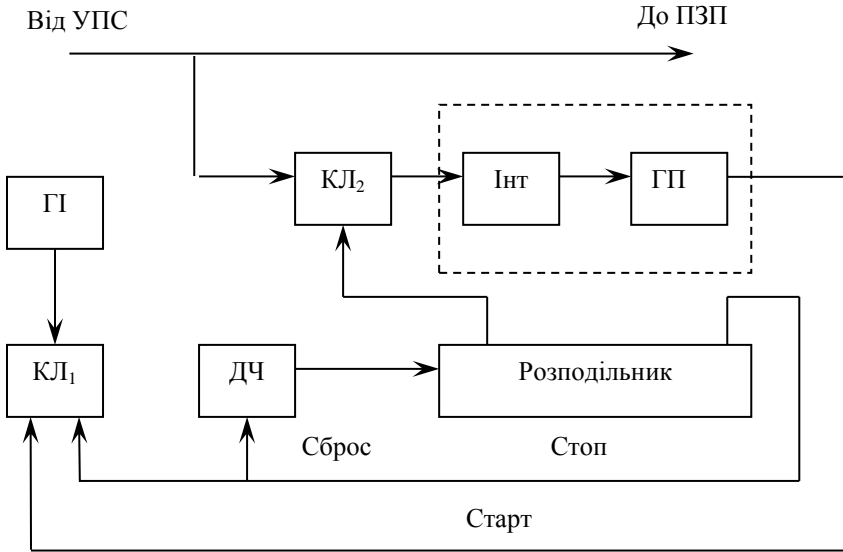 Від УПС
До ПЗП
КЛ₂
Інт
ГП
ГІ
КЛ₁
ДЧ
Розподільник
Сброс
Стоп
Старт